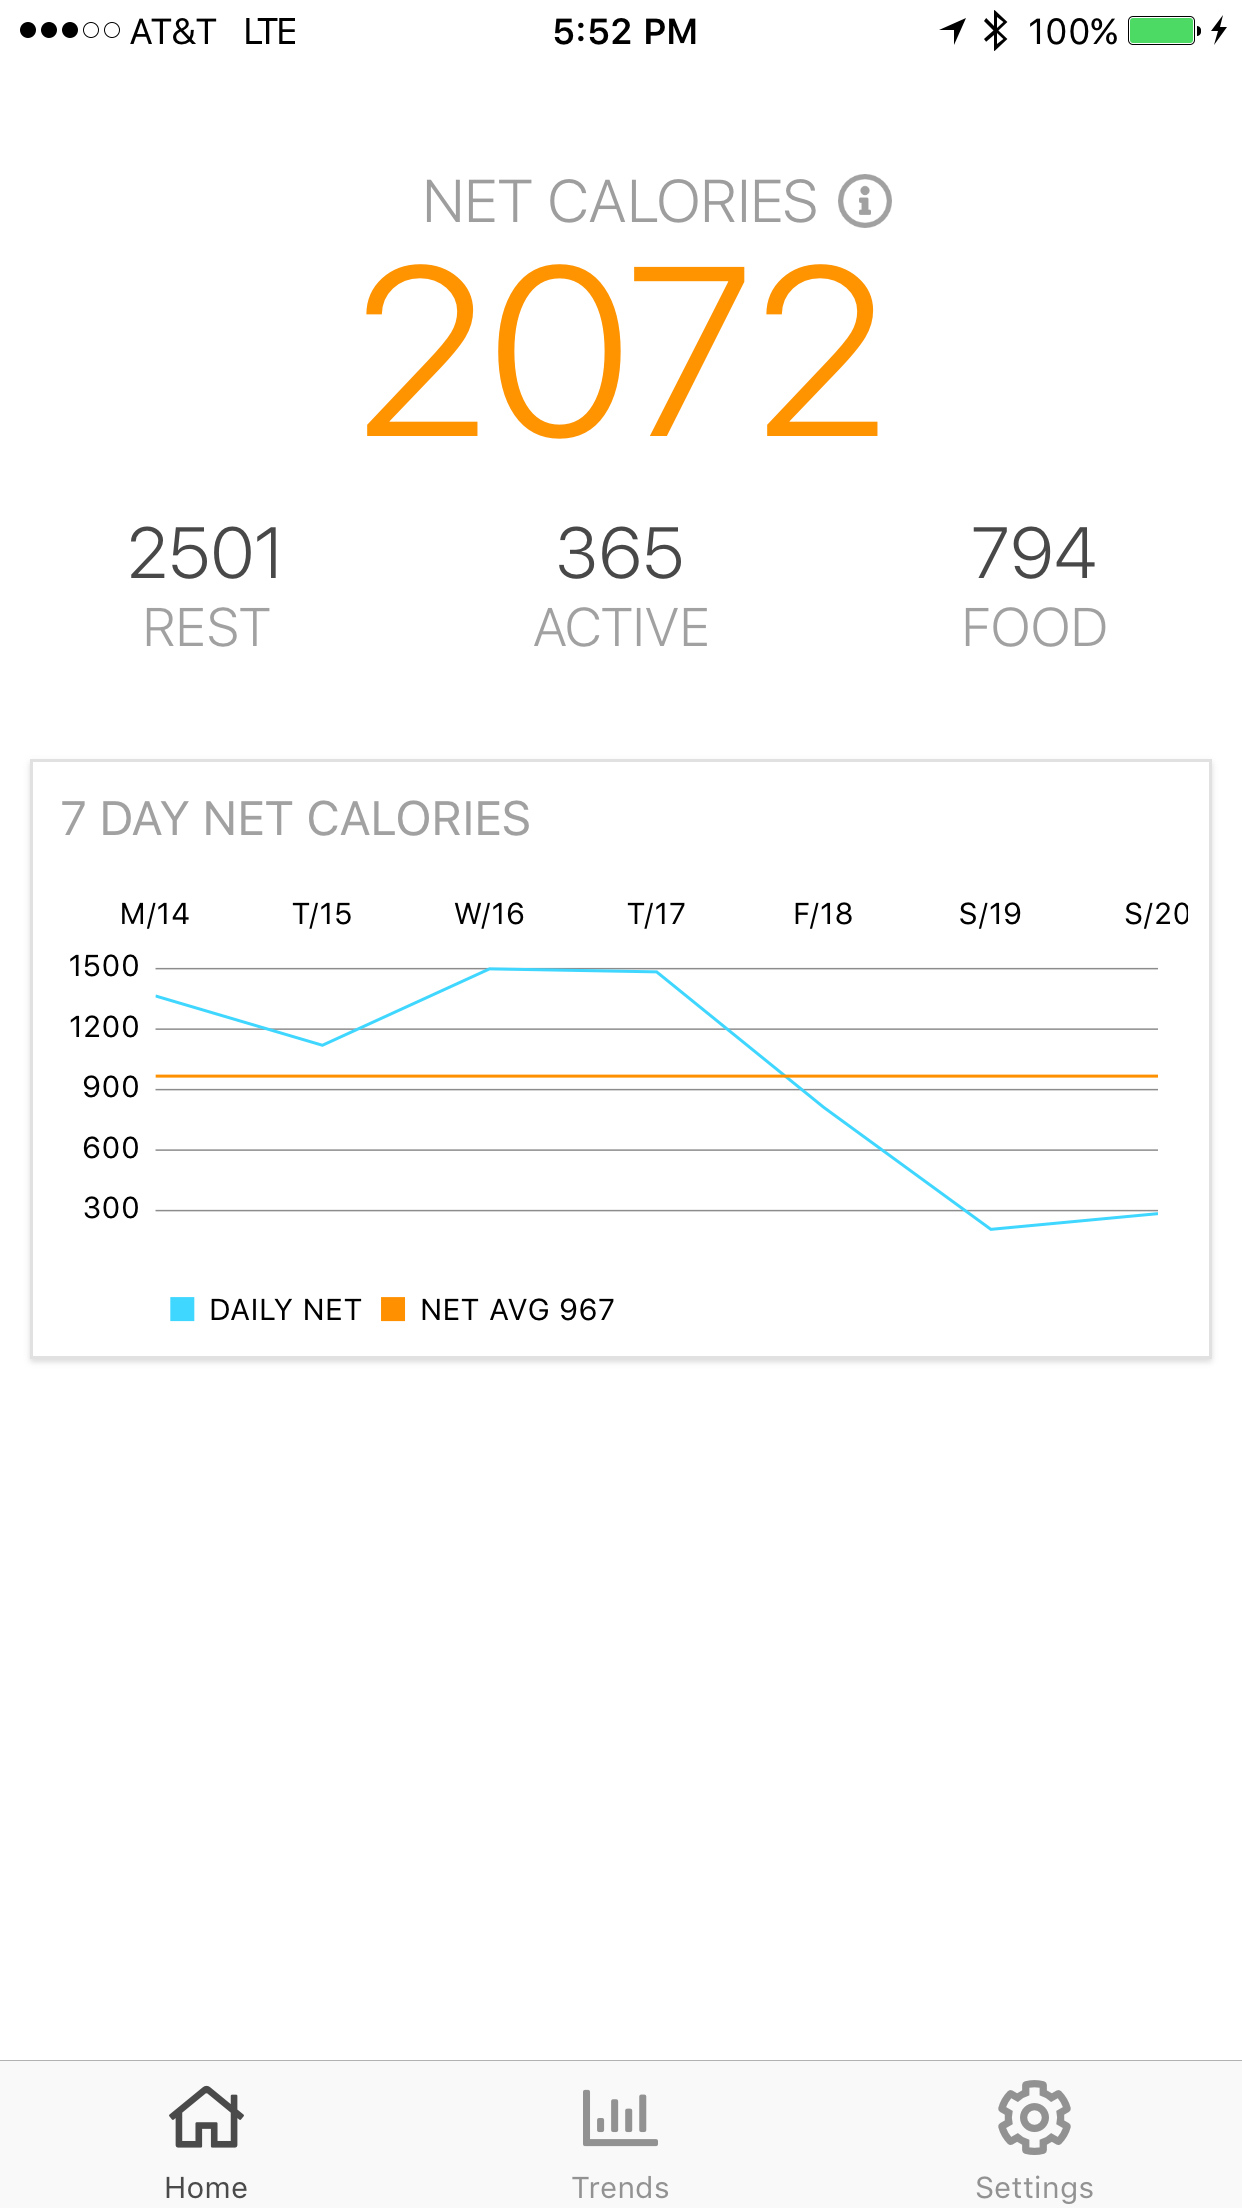 AT&T LTE 5:52 PM 100%
NET CALORIES
2072
2501 365 794
REST ACTIVE FOOD
7 DAY NET CALORIES
M/14 T/15 W/16 T/17 F/18 S/19 S/20
1500
1200
900
600
300
DAILY NET NET AVG 967
Home Trends Settings